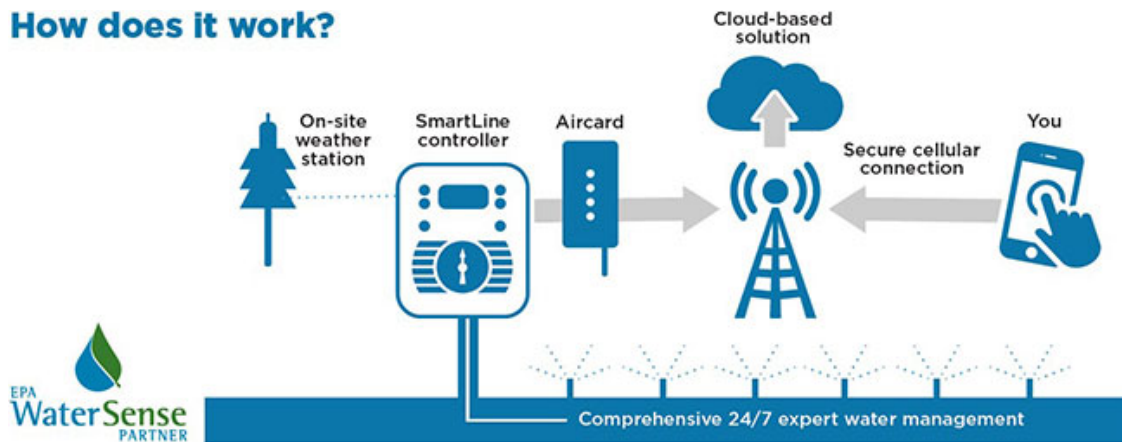 How does it work?
Cloud-based
solution
On-site
weather
station
SmartLine
controller
Aircard
You
Secure cellular
connection
EPA
WaterSense
PARTNER
Comprehensive 24/7 expert water management